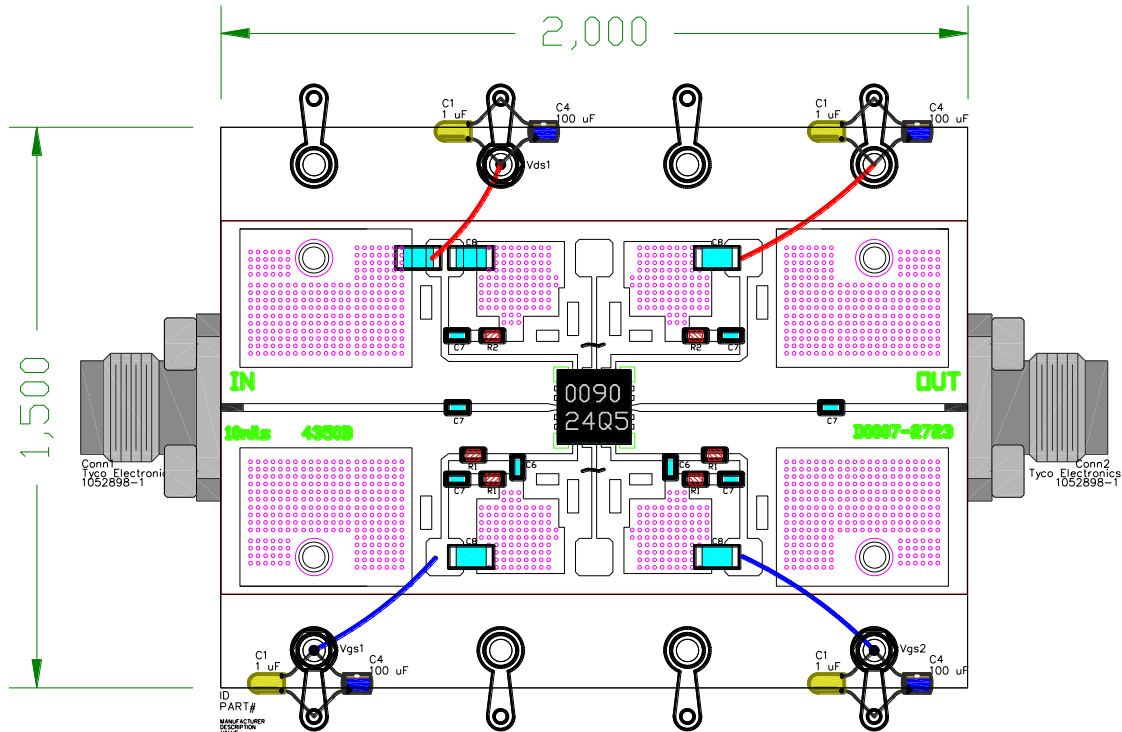 2,000
C1
1 uF
C4
100 uF
C1
1 uF
C4
100 uF
Vds1
C8
C8
C7
R2
R2
C7
1,500
IN
OUT
0090
24Q5
C7
C7
10mils 4350B
D0007-2723
R1
C6
C6
R1
C7
R1
R1
C7
Conn1
Tyco Electronic
1052898-1
Conn2
Tyco Electronics
1052898-1
C8
C8
Vgs1
Vgs2
C1
1 uF
C4
100 uF
C1
1 uF
C4
100 uF
ID
PART#
MANUFACTURER
DESCRIPTION